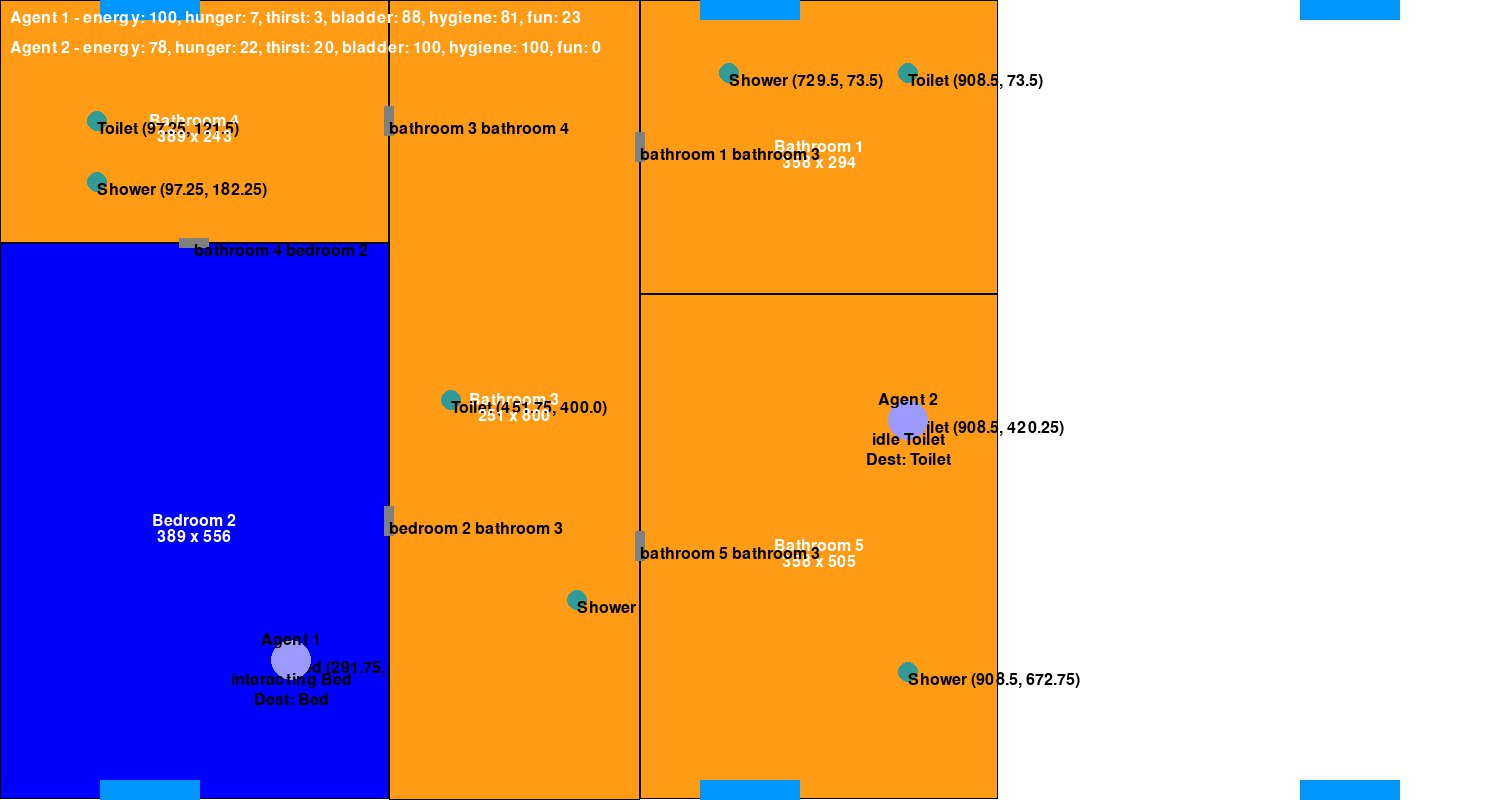 Agent 1 - energy: 100, hunger: 7, thirst: 3, bladder: 88, hygiene: 81, fun: 23
Agent 2 - energy: 78, hunger: 22, thirst: 20, bladder: 100, hygiene: 100, fun: 0
Shower (729.5, 73.5)
Toilet (908.5, 73.5)
Bathroom 4
389 x 243
Toilet (97.25, 121.5)
bathroom 3 bathroom 4
Bathroom 1
358 x 294
bathroom 1 bathroom 3
Shower (97.25, 182.25)
bathroom 4 bedroom 2
Bathroom 3
251 x 800
Toilet (451.75, 400.0)
Agent 2
(908.5, 420.25)
idle Toilet
Dest: Toilet
Bedroom 2
389 x 556
bedroom 2 bathroom 3
Bathroom 5
358 x 505
bathroom 5 bathroom 3
Shower
Agent 1
(291.75,
interacting Bed
Dest: Bed
Shower (908.5, 672.75)